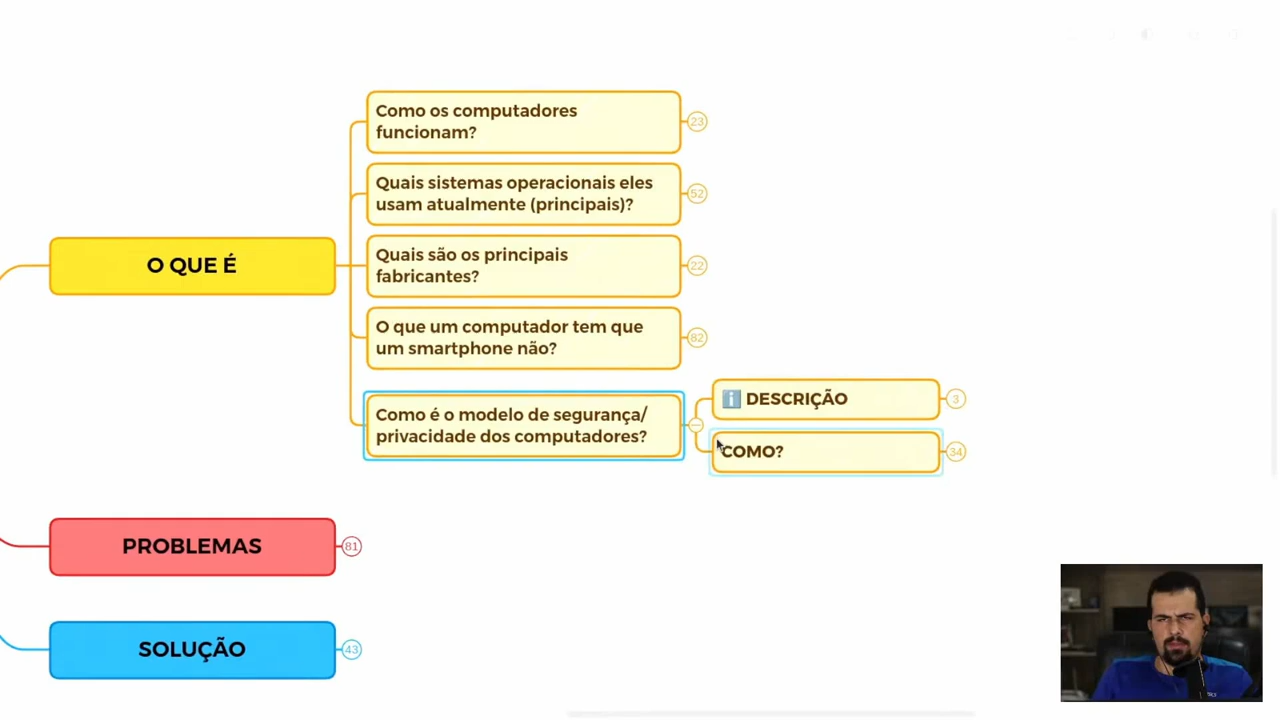 Como os computadores
funcionam?
23
Quais sistemas operacionais eles
usam atualmente (principais)?
52
O QUE É
Quais são os principais
fabricantes?
22
O que um computador tem que
um smartphone não?
82
Como é o modelo de segurança/
privacidade dos computadores?
DESCRIÇÃO
3
COMO?
34
PROBLEMAS
81
SOLUÇÃO
43